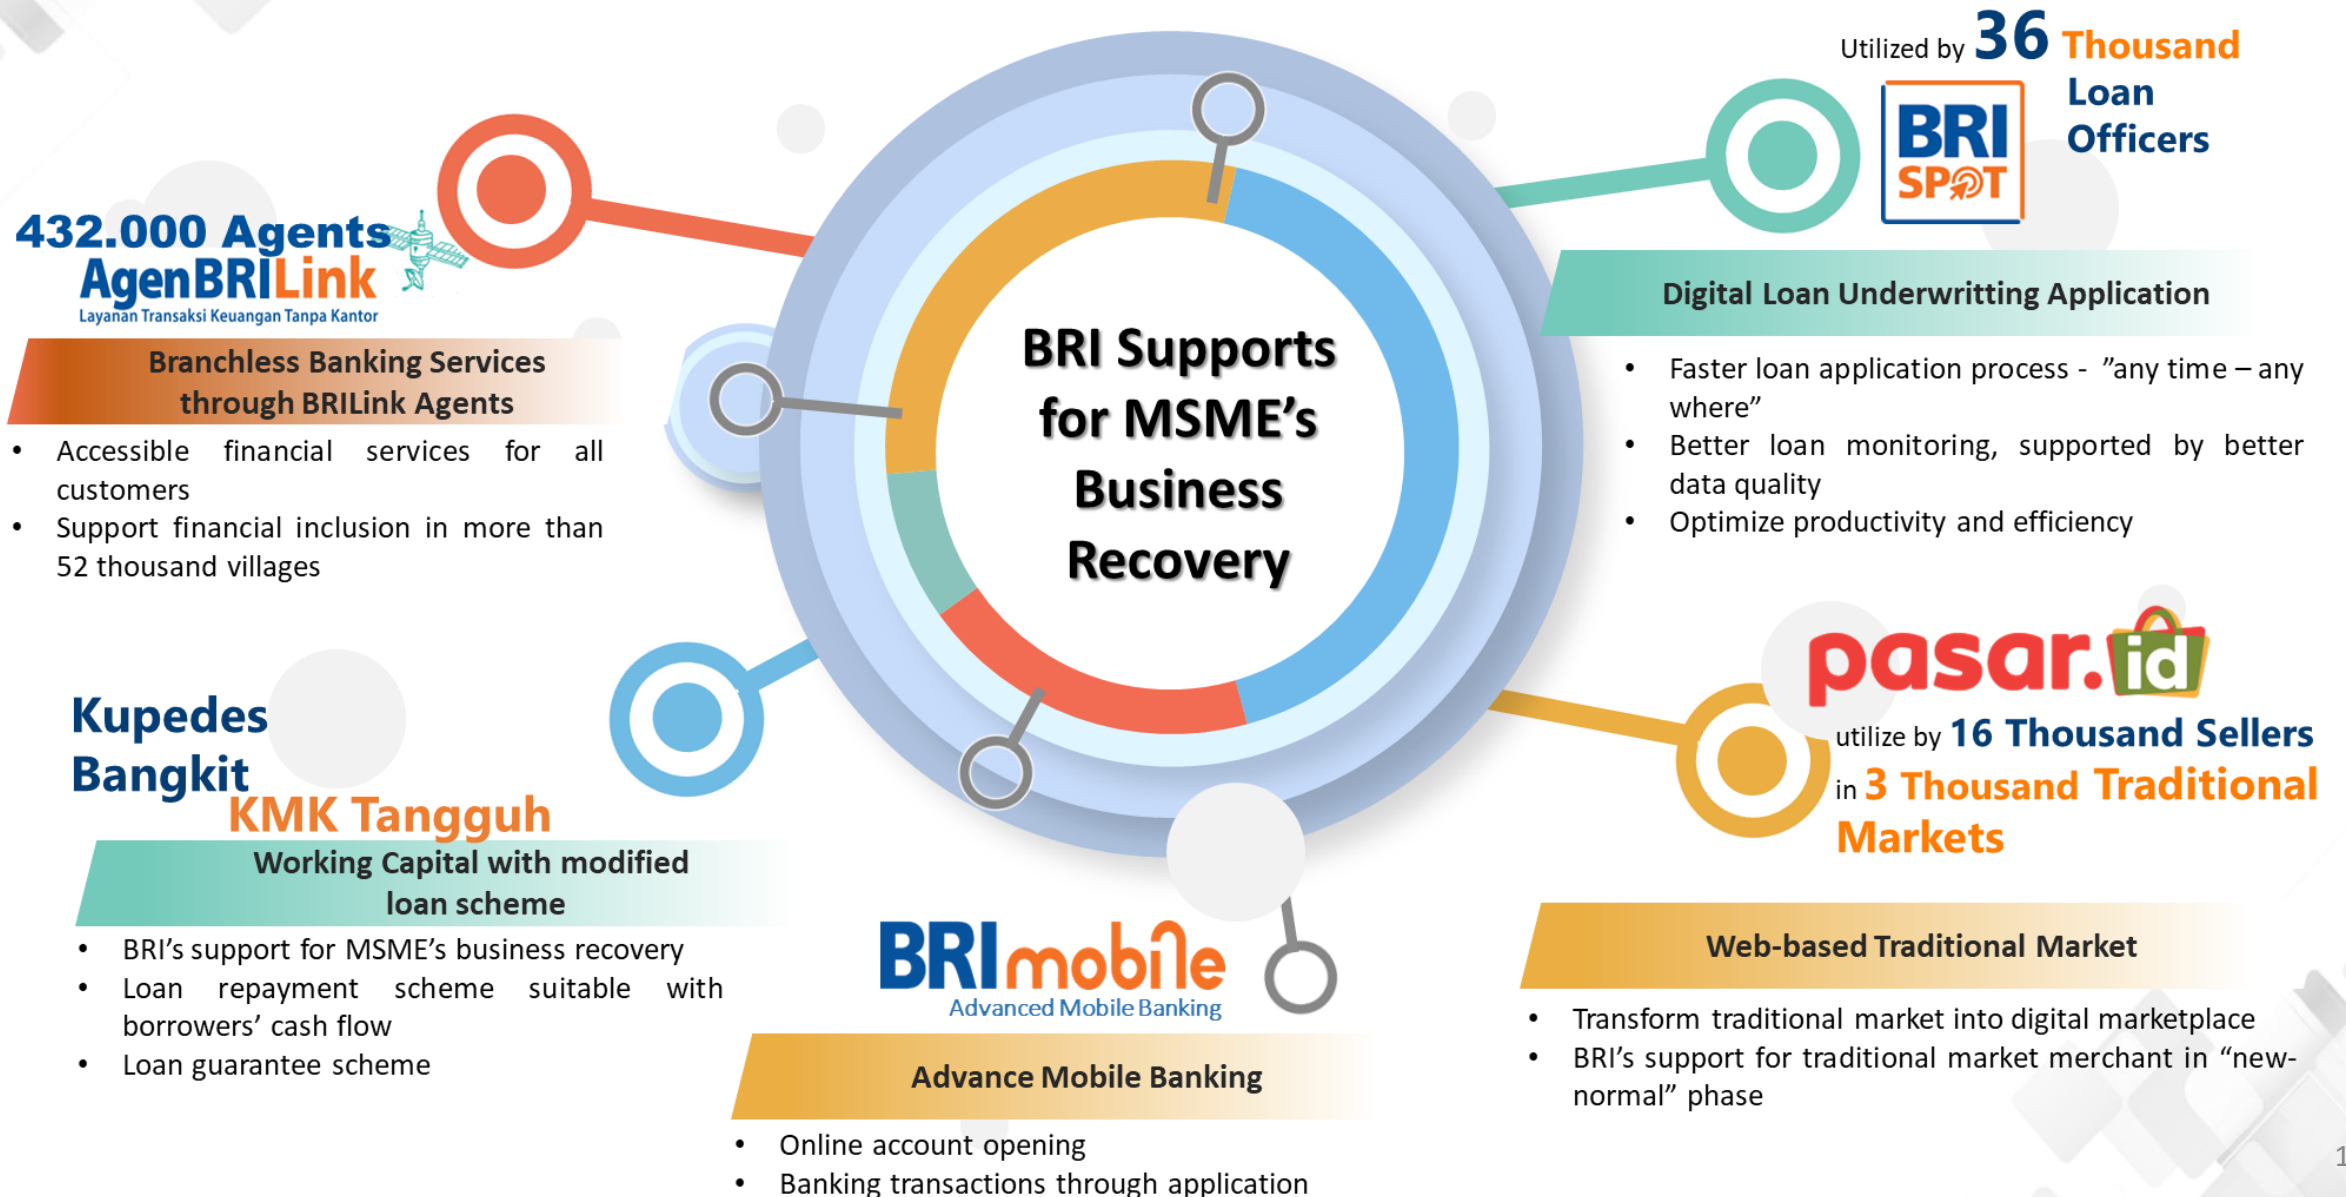 432.000 Agents
AgenBRILink
Layanan Transaksi Keuangan Tanpa Kantor
Branchless Banking Services
through BRILink Agents
• Accessible financial services for all
customers
• Support financial inclusion in more than
52 thousand villages
Kupedes
Bangkit
KMK Tangguh
Working Capital with modified
loan scheme
• BRI's support for MSME's business recovery
• Loan repayment scheme suitable with
borrowers' cash flow
• Loan guarantee scheme
BRI Supports
for MSME's
Business
Recovery
BRImobile
Advanced Mobile Banking
Advance Mobile Banking
• Online account opening
• Banking transactions through application
Utilized by 36 Thousand
Loan
Officers
BRI
SPOT
Digital Loan Underwritting Application
• Faster loan application process - ”any time – any
where”
• Better loan monitoring, supported by better
data quality
• Optimize productivity and efficiency
pasar.id
utilize by 16 Thousand Sellers
in 3 Thousand Traditional
Markets
Web-based Traditional Market
• Transform traditional market into digital marketplace
• BRI's support for traditional market merchant in “new-
normal” phase